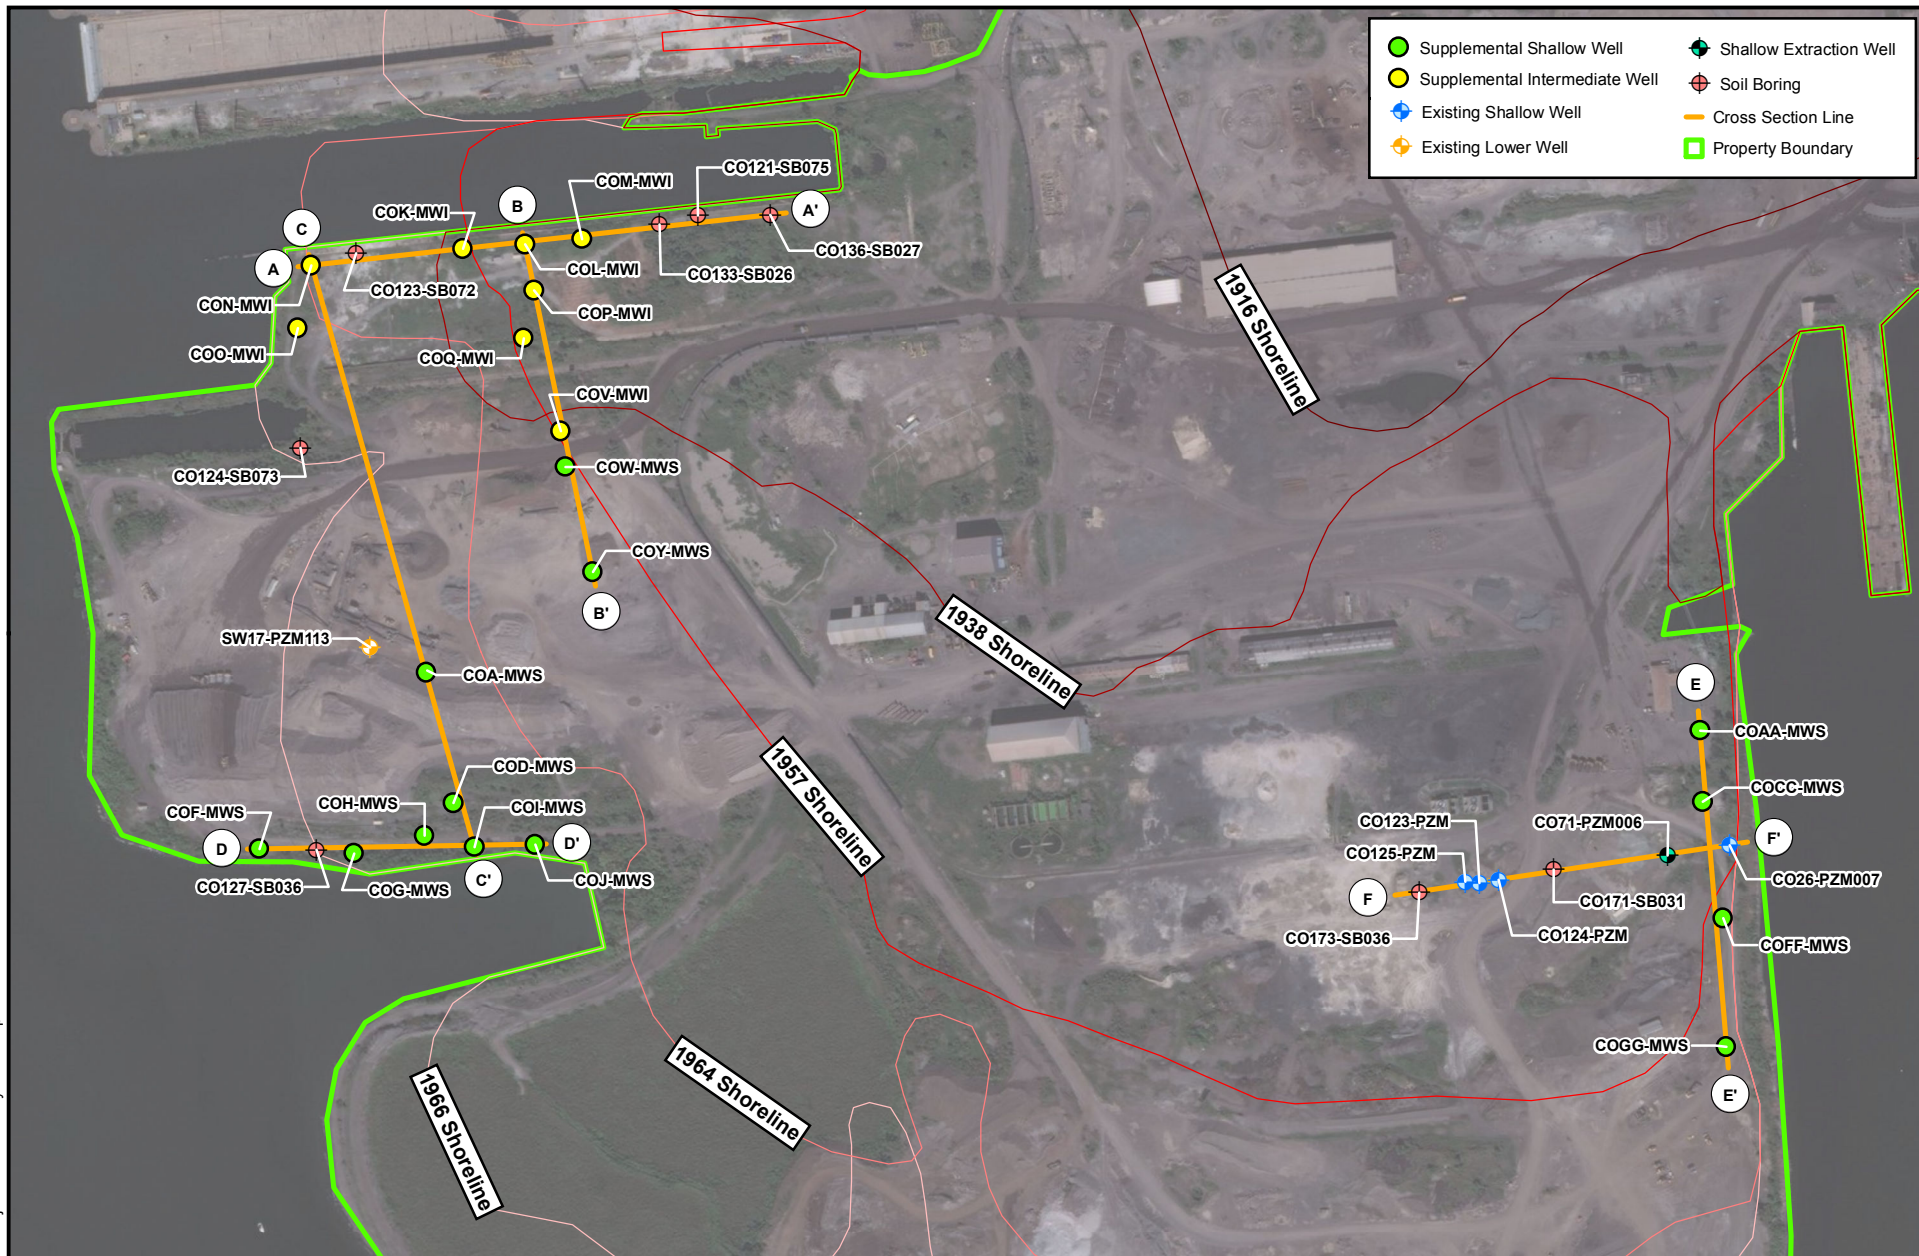 Supplemental Shallow Well
Supplemental Intermediate Well
Existing Shallow Well
Existing Lower Well
Shallow Extraction Well
Soil Boring
Cross Section Line
Property Boundary
CO121-SB075
COM-MWI
COK-MWI
B
A'
C
CO136-SB027
COL-MWI
A
CO133-SB026
CO123-SB072
CON-MWI
COP-MWI
COO-MWI
COQ-MWI
1916 Shoreline
COV-MWI
COW-MWS
CO124-SB073
COY-MWS
B'
SW17-PZM113
1938 Shoreline
COA-MWS
E
COAA-MWS
COD-MWS
1957 Shoreline
COCC-MWS
COH-MWS
COI-MWS
COF-MWS
CO123-PZM
CO71-PZM006
D
D'
F'
CO125-PZM
C'
COJ-MWS
CO127-SB036
COG-MWS
CO26-PZM007
F
CO171-SB031
CO173-SB036
CO124-PZM
COFF-MWS
COGG-MWS
1964 Shoreline
E'
1966 Shoreline